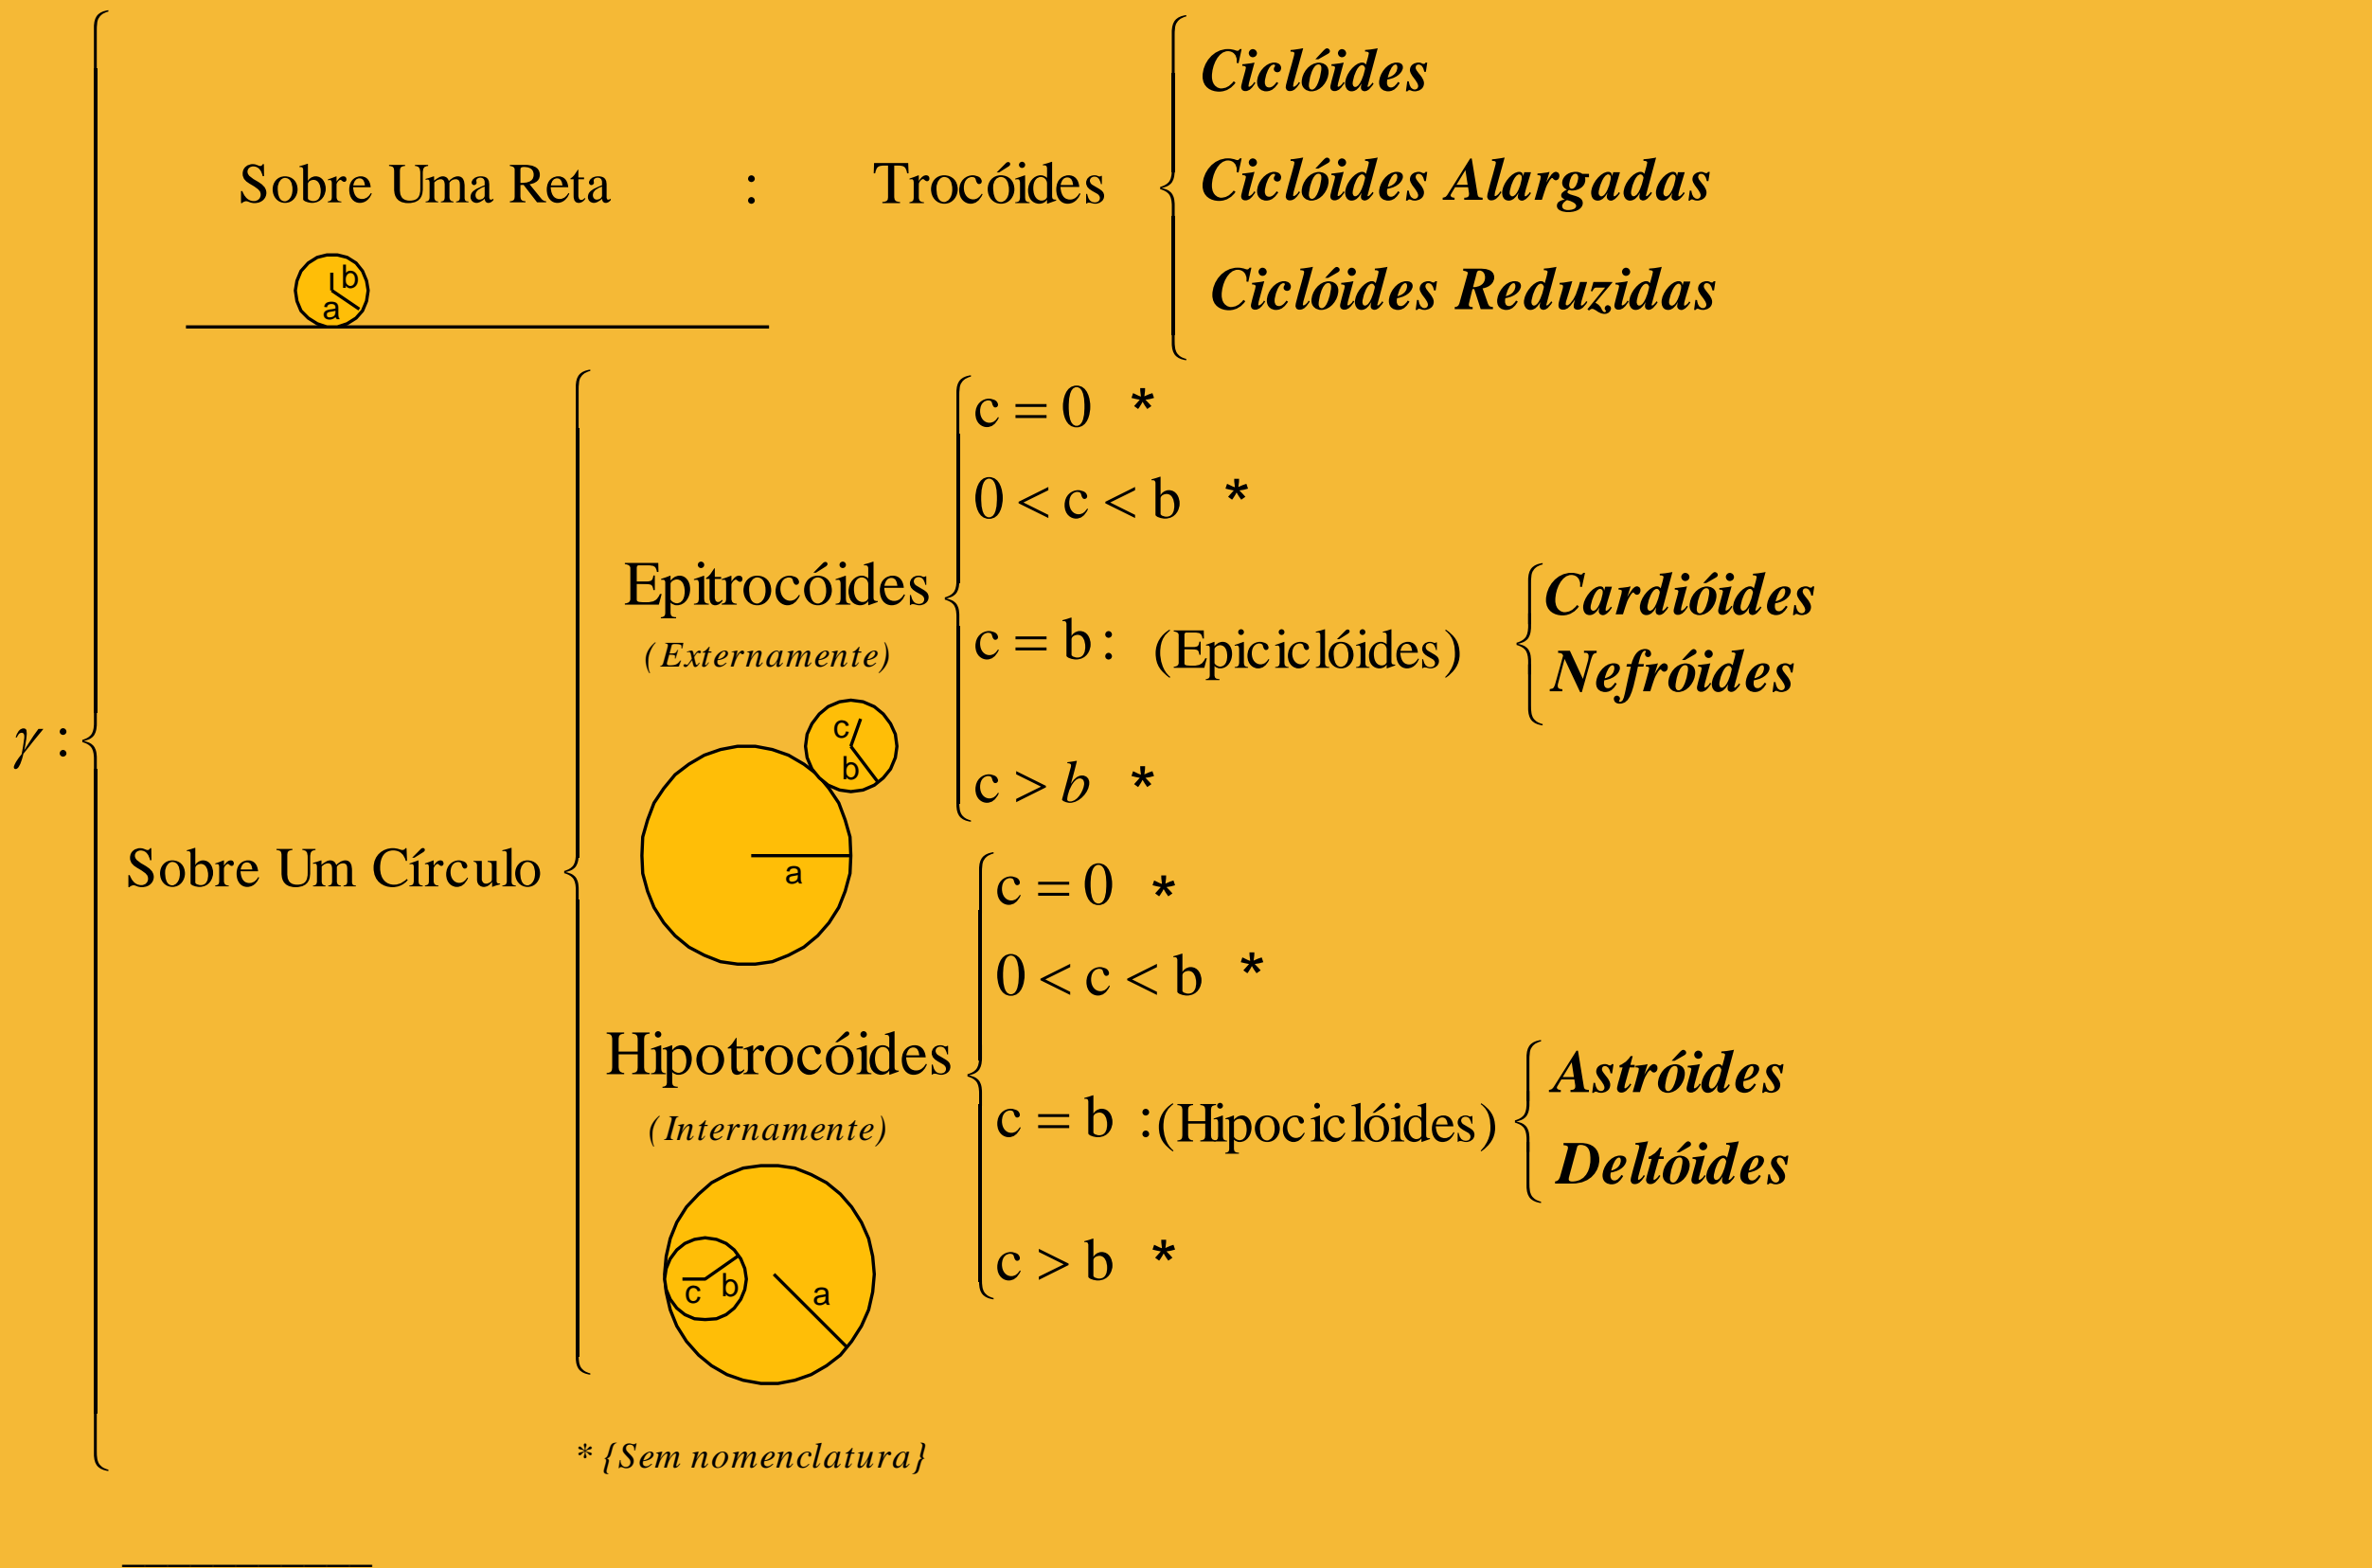 γ :
Sobre Uma Reta : Trocóides
Ciclóides
Ciclóides Alargadas
Ciclóides Reduzidas
b
a
Sobre Um Círculo
Epitrocóides
(Externamente)
c = 0 *
0 < c < b *
c = b : (Epiciclóides)
Cardióides
Nefróides
c > b *
c
b
a
Hipotrocóides
(Internamente)
c = 0 *
0 < c < b *
c = b :(Hipociclóides)
Astróides
Deltóides
c > b *
c
b
a
* {Sem nomenclatura}